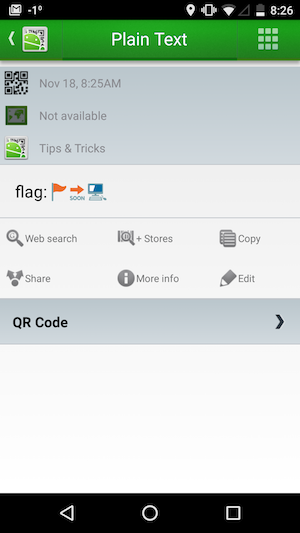 -1° 8:26
Plain Text
Nov 18, 8:25AM
Not available
Tips & Tricks
flag: 🚩🔜💻
SOON
Web search + Stores Copy
Share More info Edit
QR Code